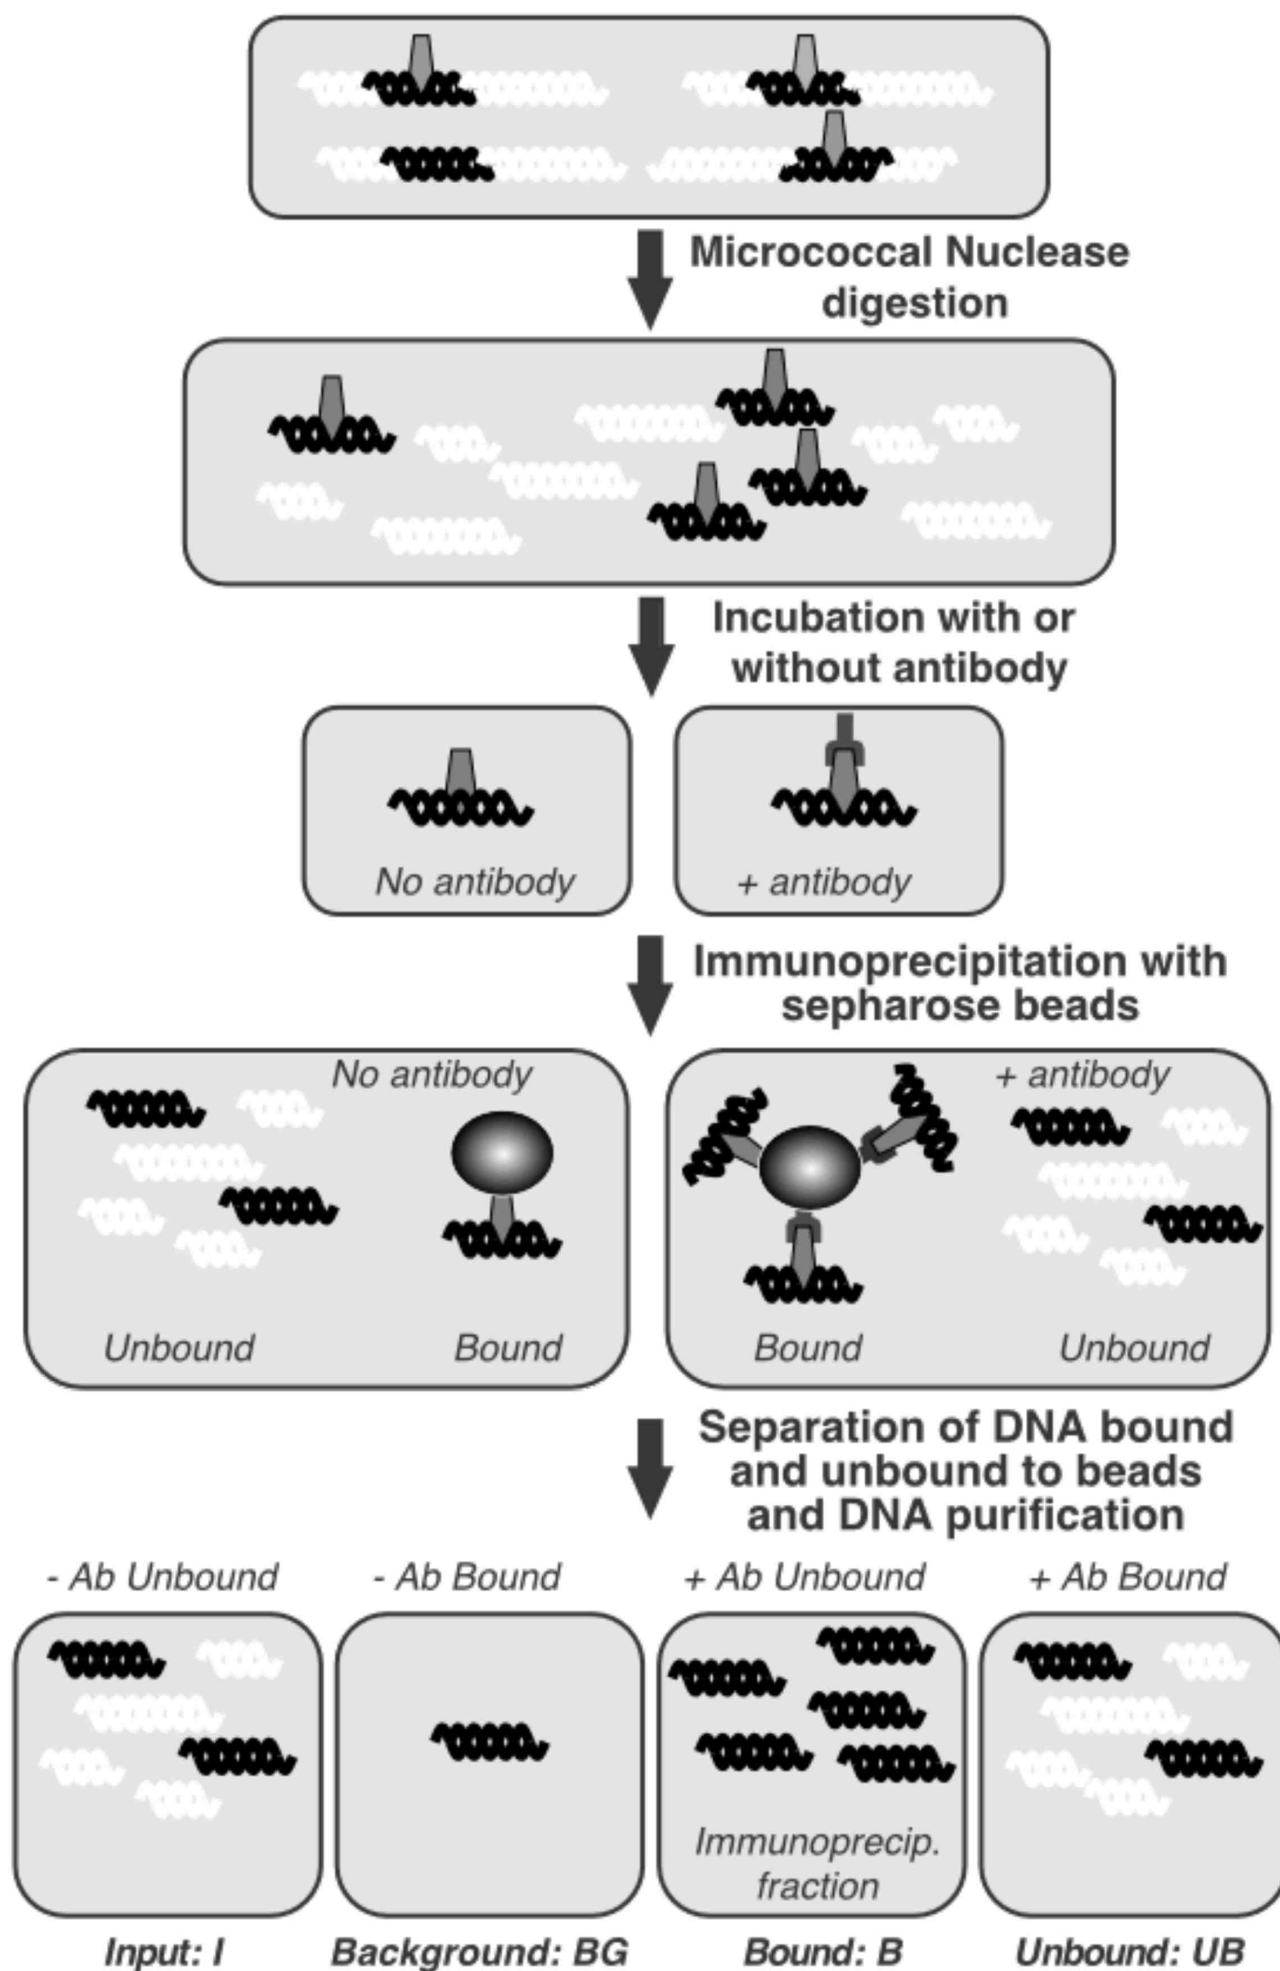 Micrococcal Nuclease
digestion
Incubation with or
without antibody
No antibody
+ antibody
Immunoprecipitation with
sepharose beads
No antibody
+ antibody
Unbound
Bound
Bound
Unbound
Separation of DNA bound
and unbound to beads
and DNA purification
- Ab Unbound
- Ab Bound
+ Ab Unbound
+ Ab Bound
Immunoprecip.
fraction
Input: I
Background: BG
Bound: B
Unbound: UB